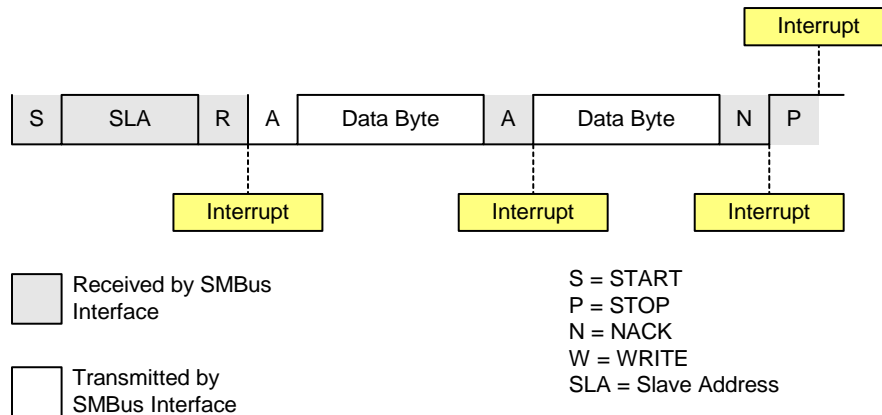 Interrupt
S SLA R A Data Byte A Data Byte N P
Interrupt Interrupt Interrupt
Received by SMBus
Interface
Transmitted by
SMBus Interface
S = START
P = STOP
N = NACK
W = WRITE
SLA = Slave Address